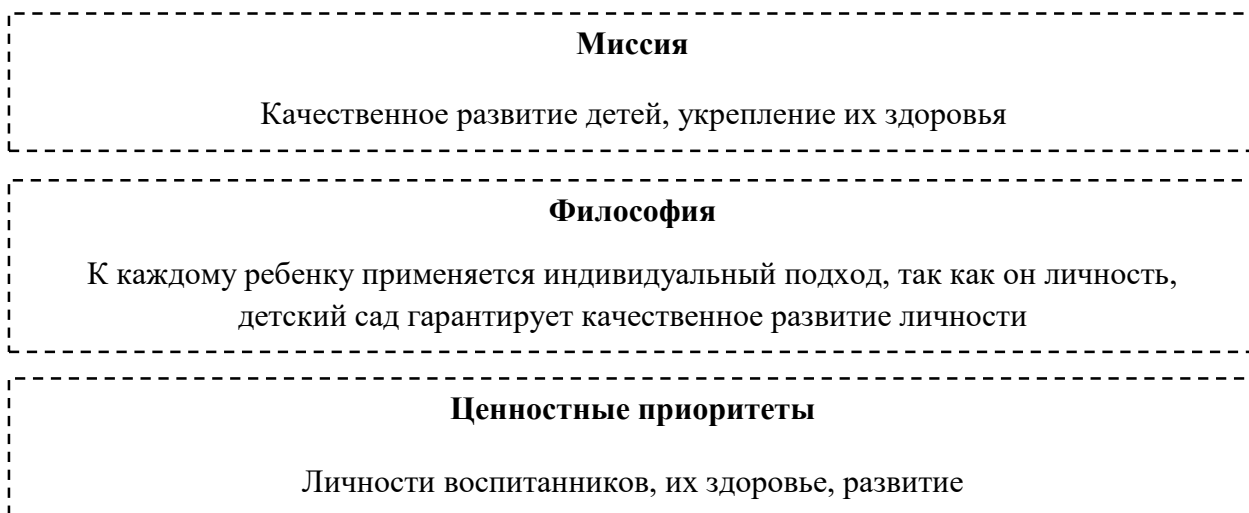 Миссия
Качественное развитие детей, укрепление их здоровья
Философия
К каждому ребенку применяется индивидуальный подход, так как он личность,
детский сад гарантирует качественное развитие личности
Ценностные приоритеты
Личности воспитанников, их здоровье, развитие